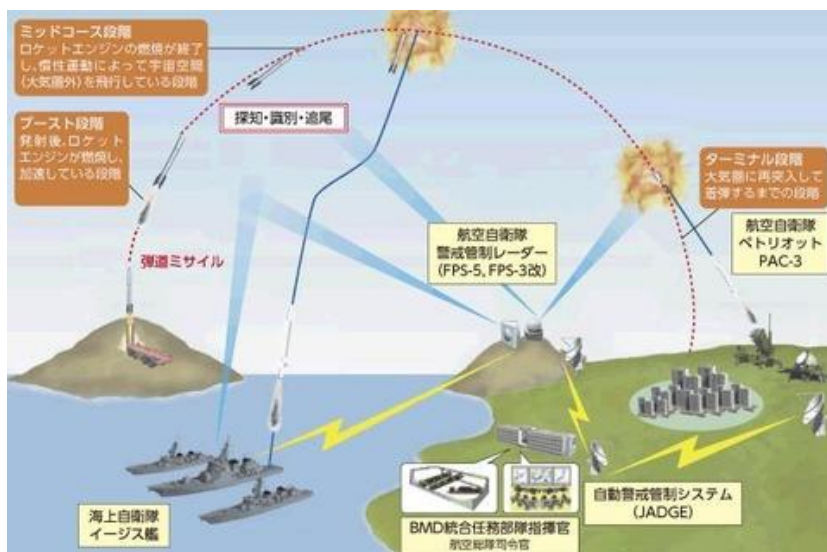 ミッドコース段階
ロケットエンジンの燃焼が終了
し、慣性運動によって宇宙空間
(大気圏外)を飛行している段階
ブースト段階
発射後、ロケット
エンジンが燃焼し、
加速している段階
探知・識別・追尾
ターミナル段階
大気圏に再突入して
着弾するまでの段階
弾道ミサイル
航空自衛隊
警戒管制レーダー
(FPS-5, FPS-3改)
航空自衛隊
ペトリオット
PAC-3
海上自衛隊
イージス艦
BMD統合任務部隊指揮官
航空総隊司令官
自動警戒管制システム
(JADGE)